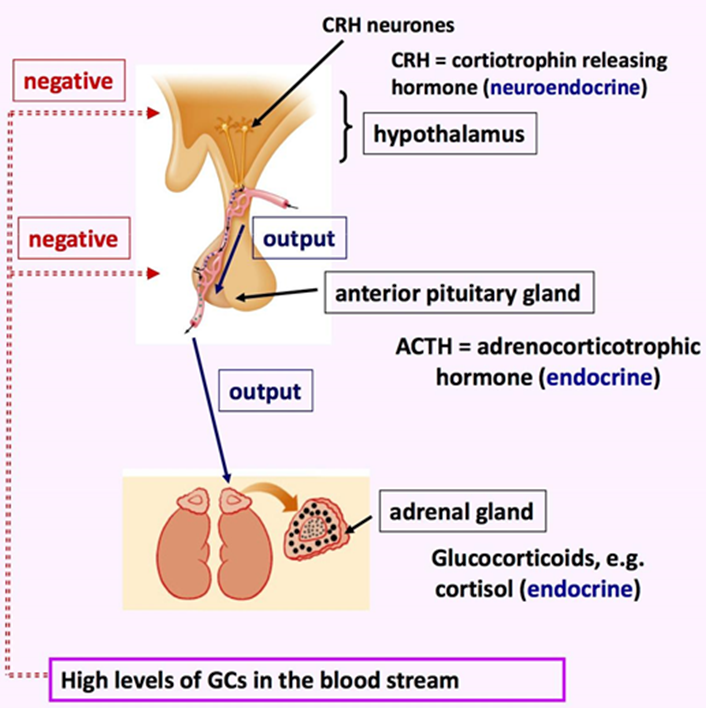 CRH neurones
CRH = cortiotrophin releasing
hormone (neuroendocrine)
negative
hypothalamus
negative
output
anterior pituitary gland
ACTH = adrenocorticotrophic
hormone (endocrine)
output
adrenal gland
Glucocorticoids, e.g.
cortisol (endocrine)
High levels of GCs in the blood stream